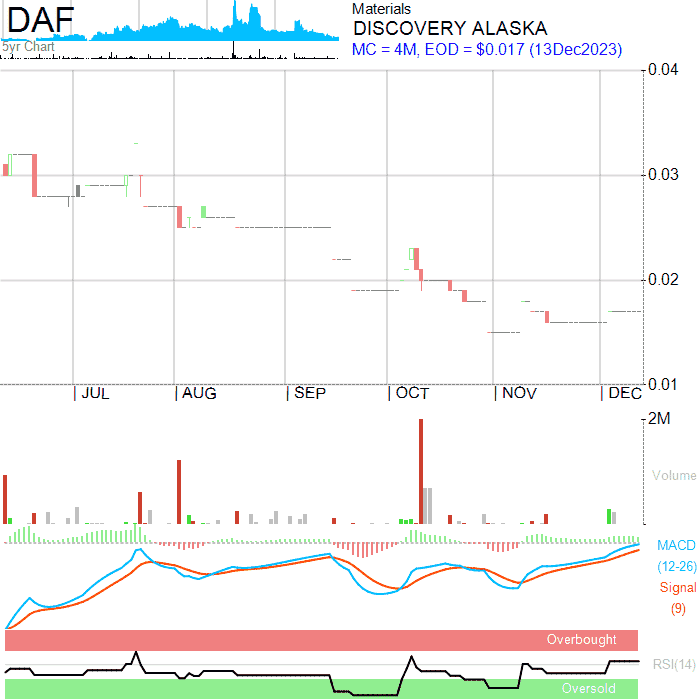 DAF
5yr Chart
Materials
DISCOVERY ALASKA
MC = 4M, EOD = $0.017 (13Dec2023)
0.04
0.03
0.02
0.01
JUL
AUG
SEP
OCT
NOV
DEC
2M
Volume
MACD
(12-26)
Signal
(9)
Overbought
RSI(14)
Oversold